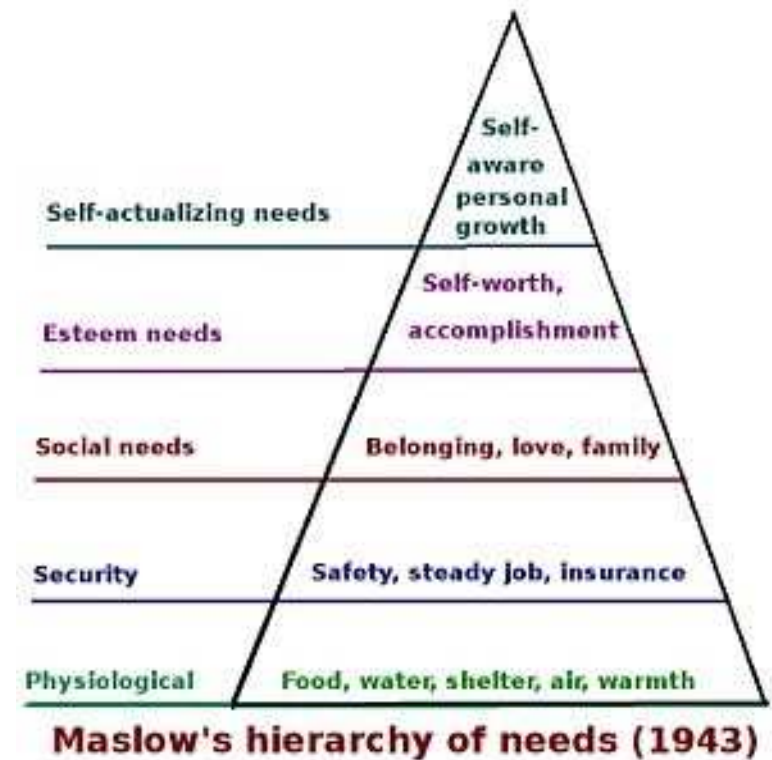 Self-
aware
personal
growth
Self-actualizing needs
Self-worth,
accomplishment
Esteem needs
Social needs
Belonging, love, family
Security
Safety, steady job, insurance
Physiological
Food, water, shelter, air, warmth
Maslow's hierarchy of needs (1943)